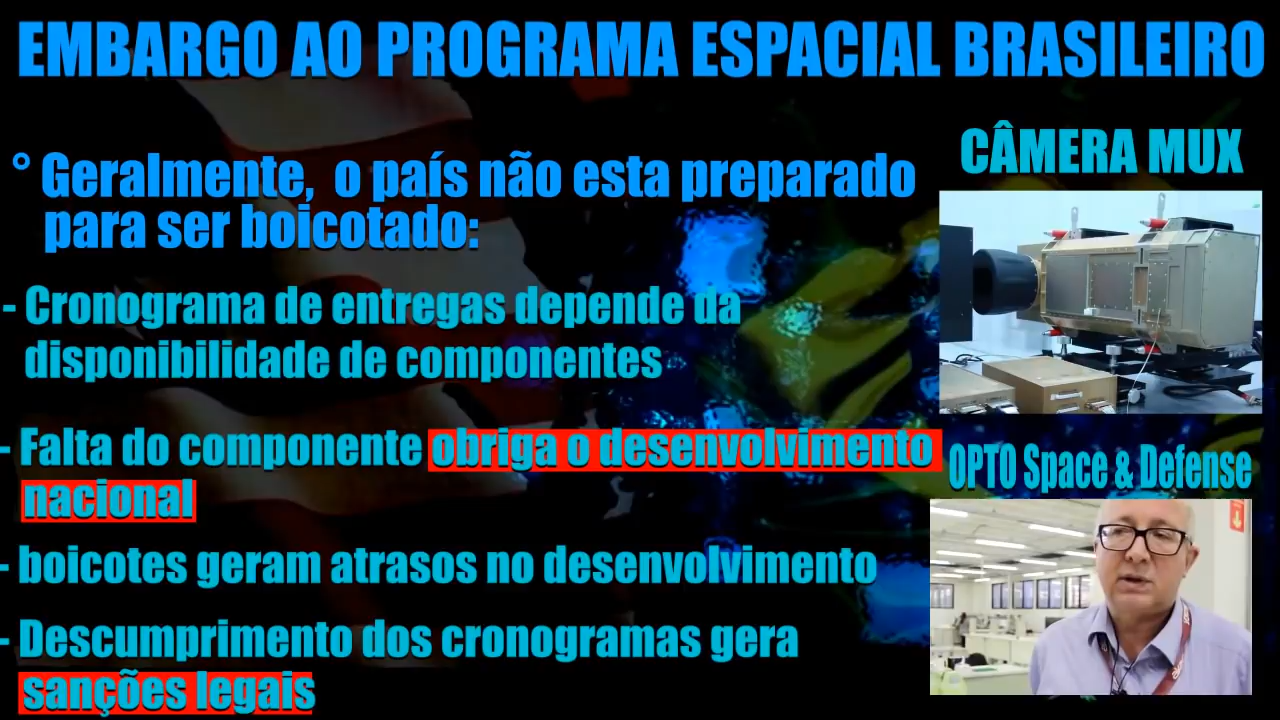 EMBARGO AO PROGRAMA ESPACIAL BRASILEIRO
° Geralmente, o país não esta preparado
para ser boicotado:
- Cronograma de entregas depende da
disponibilidade de componentes
- Falta do componente obriga o desenvolvimento
nacional
- boicotes geram atrasos no desenvolvimento
- Descumprimento dos cronogramas gera
sanções legais
CÂMERA MUX
OPTO Space & Defense